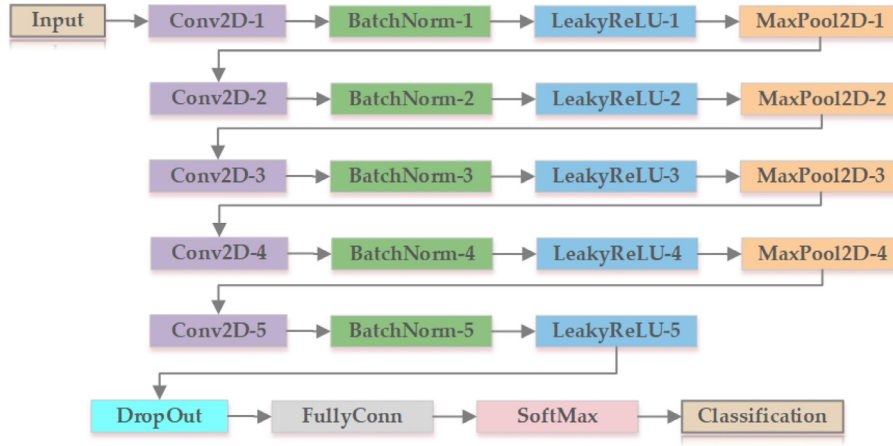 Input Conv2D-1 BatchNorm-1 LeakyReLU-1 MaxPool2D-1
Conv2D-2 BatchNorm-2 LeakyReLU-2 MaxPool2D-2
Conv2D-3 BatchNorm-3 LeakyReLU-3 MaxPool2D-3
Conv2D-4 BatchNorm-4 LeakyReLU-4 MaxPool2D-4
Conv2D-5 BatchNorm-5 LeakyReLU-5
DropOut FullyConn SoftMax Classification